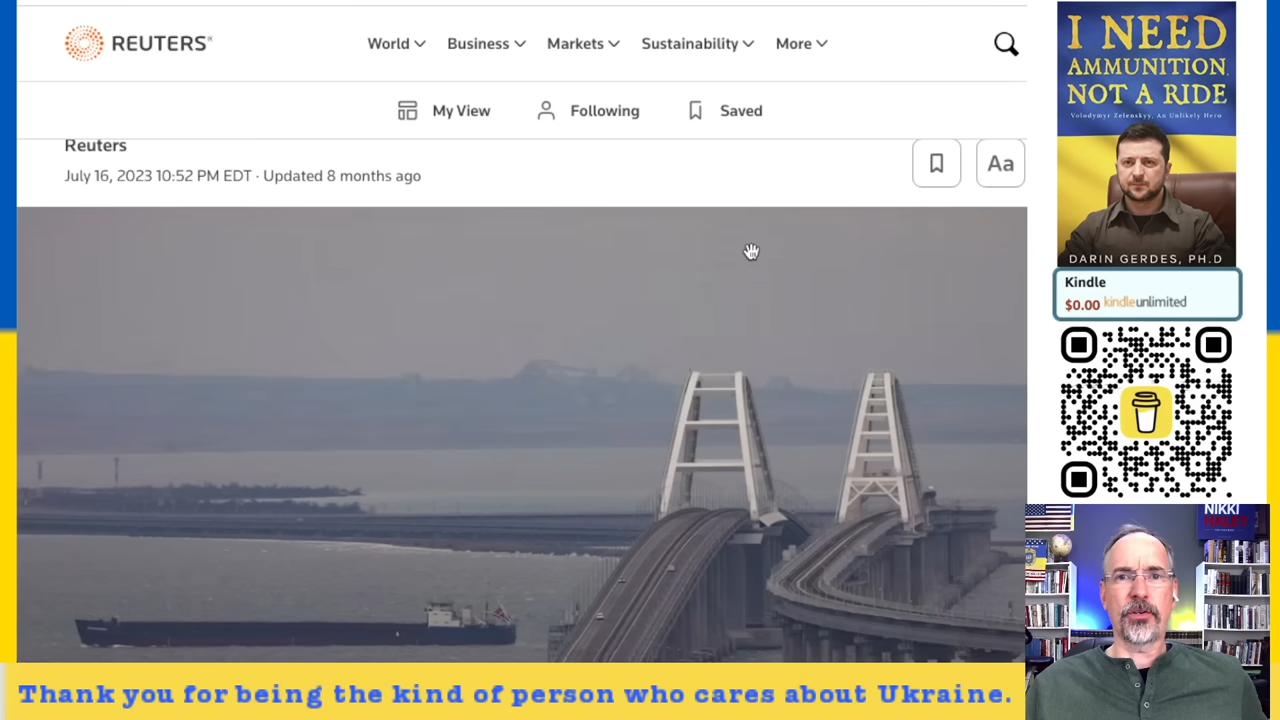 REUTERS
World
Business
Markets
Sustainability
More
My View
Following
Saved
Reuters
July 16, 2023 10:52 PM EDT · Updated 8 months ago
Aa
I NEED
AMMUNITION,
NOT A RIDE
Volodymyr Zelenskyy, An Unlikely Hero
DARIN GERDES, PH.D
Kindle
$0.00 kindleunlimited
NIKKI
HALEY
Thank you for being the kind of person who cares about Ukraine.